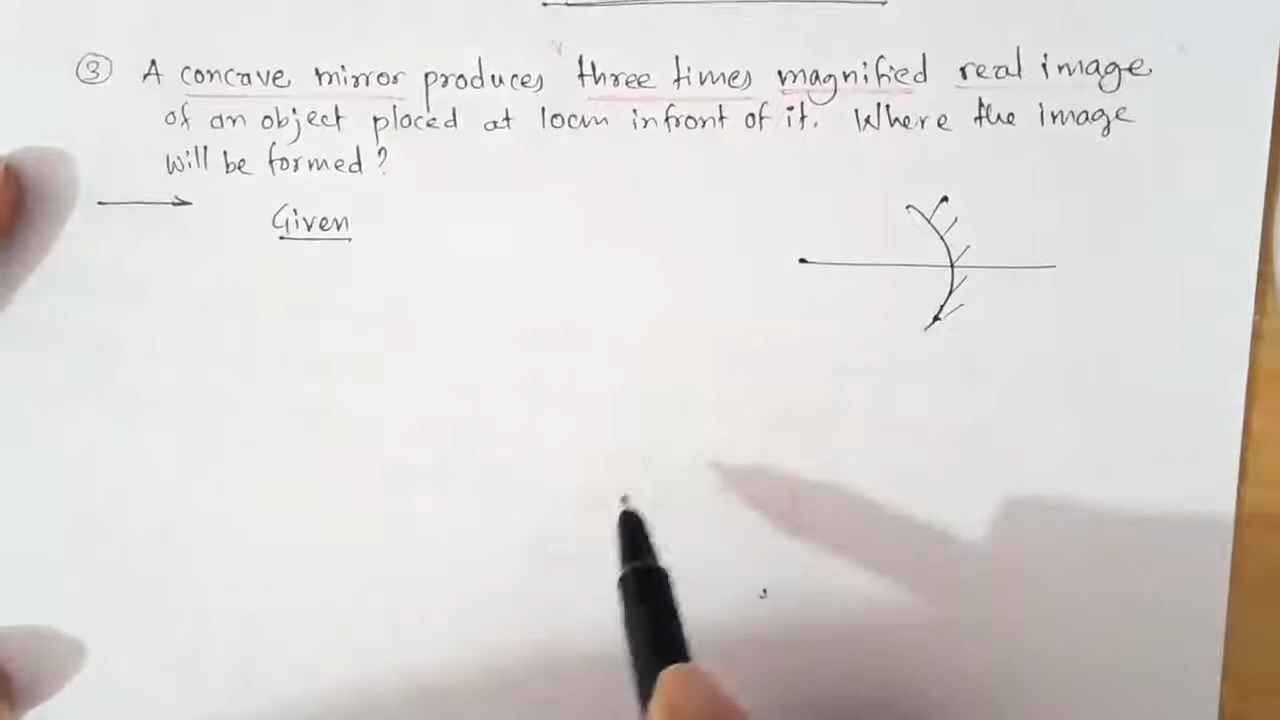 ③ A concave mirror produces three times magnified real image
of an object placed at 10cm infront of it. Where the image
will be formed?
Given